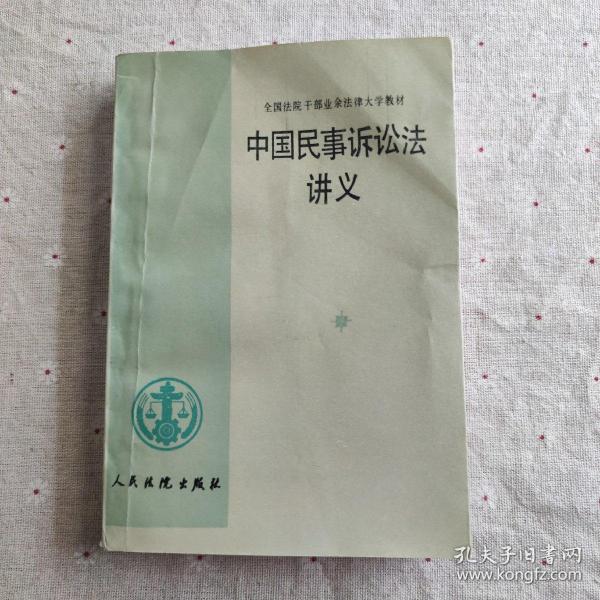 全国法院干部业余法律大学教材
中国民事诉讼法
讲义
人民法院出版社
孔夫子旧书网
www.kongfz.com